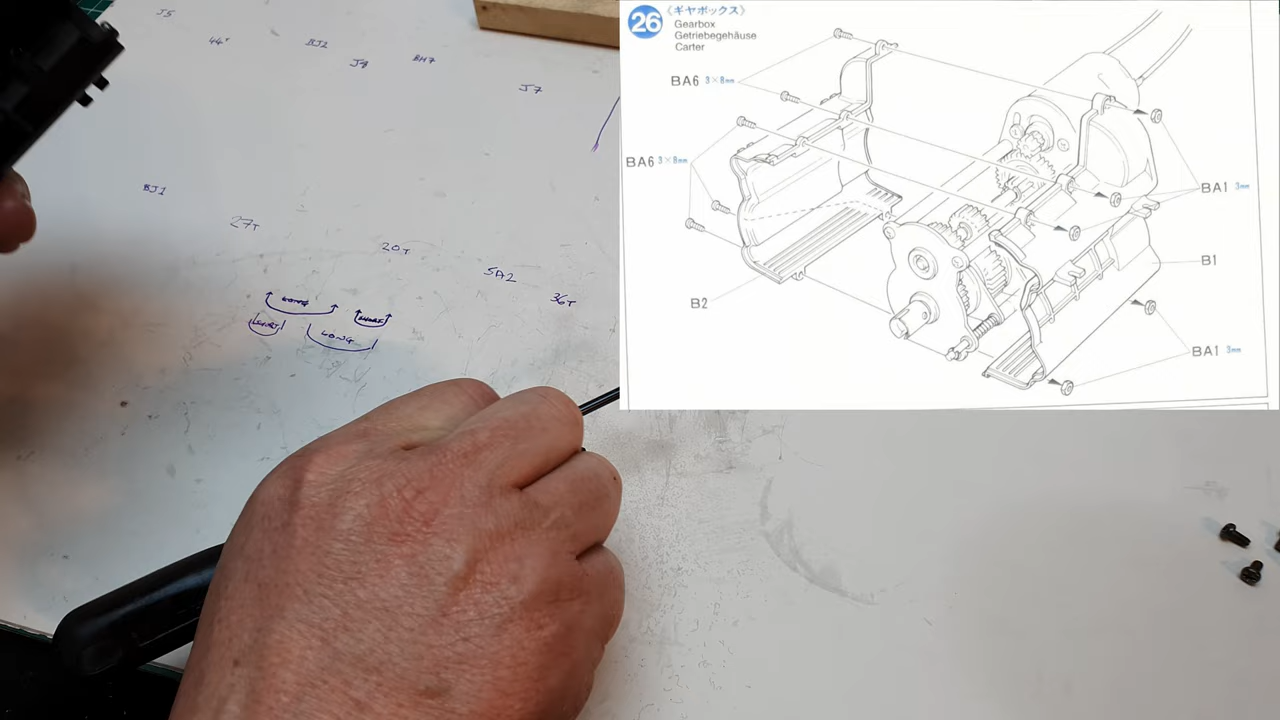 J5
44T
BJ2
J8
BH7
J7
BJ1
27T
20T
SA2
36T
LONG
SHORT
SHORT
LONG
26 《ギヤボックス》
Gearbox
Getriebegehäuse
Carter
BA6 3×8mm
BA6 3×8mm
BA1 3mm
B1
B2
BA1 3mm